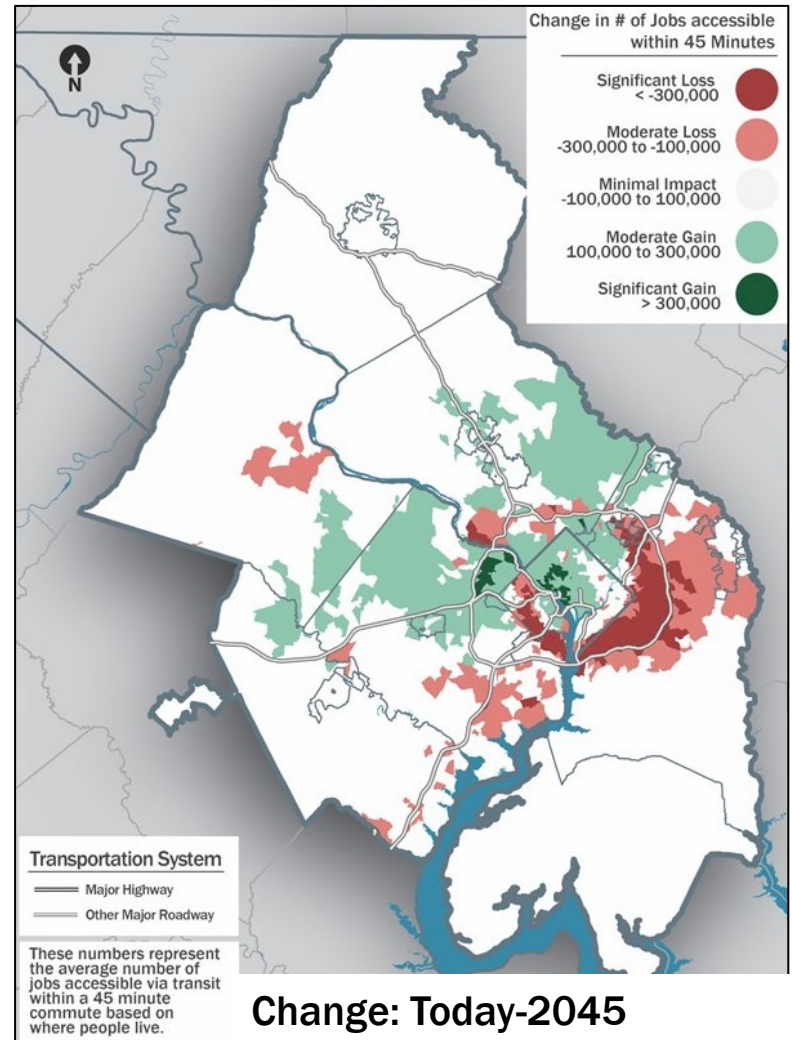 Change in # of Jobs accessible
within 45 Minutes
Significant Loss
< -300,000
Moderate Loss
-300,000 to -100,000
Minimal Impact
-100,000 to 100,000
Moderate Gain
100,000 to 300,000
Significant Gain
> 300,000
N
Transportation System
Major Highway
Other Major Roadway
These numbers represent
the average number of
jobs accessible via transit
within a 45 minute
commute based on
where people live.
Change: Today-2045